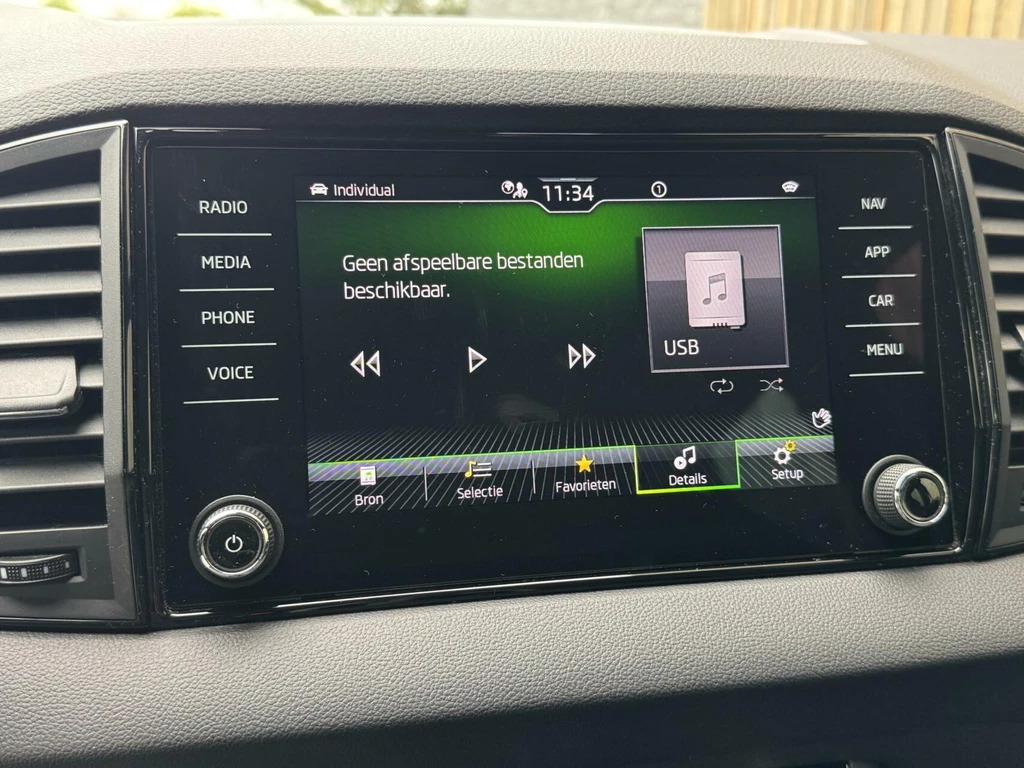 RADIO
MEDIA
PHONE
VOICE
Individual
11:34
1
Geen afspeelbare bestanden
beschikbaar.
USB
Bron
Selectie
Favorieten
Details
Setup
NAV
APP
CAR
MENU